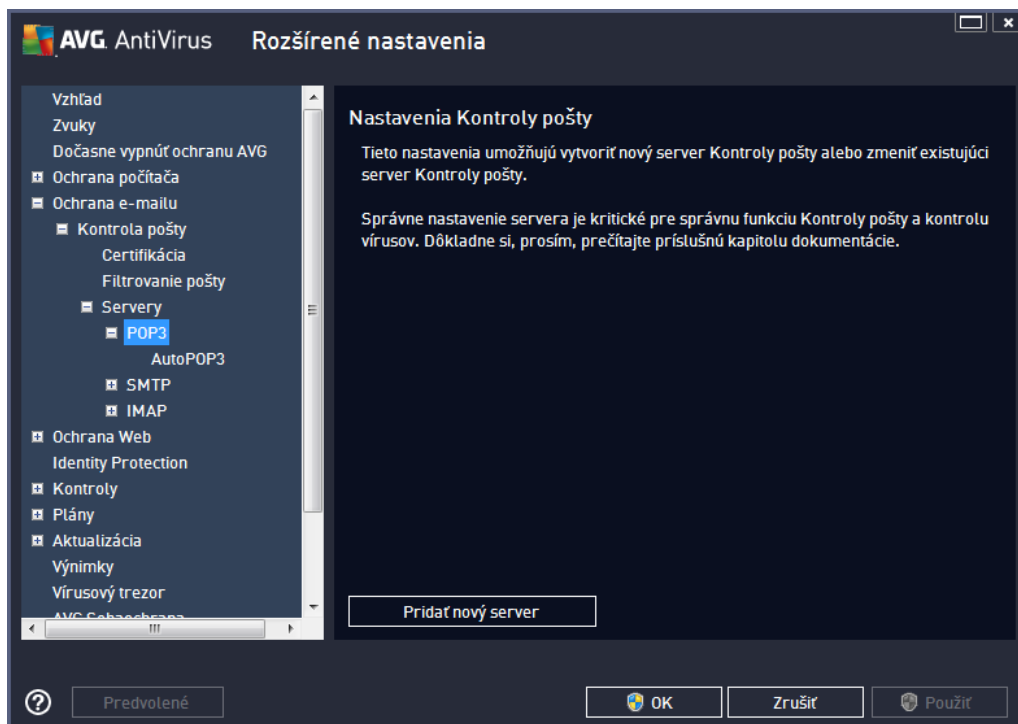 AVG AntiVirus Rozšírené nastavenia
Vzhľad
Zvuky
Dočasne vypnúť ochranu AVG
Ochrana počítača
Ochrana e-mailu
Kontrola pošty
Certifikácia
Filtrovanie pošty
Servery
POP3
AutoPOP3
SMTP
IMAP
Ochrana Web
Identity Protection
Kontroly
Plány
Aktualizácia
Výnimky
Vírusový trezor
AVG Sebaochrana
Nastavenia Kontroly pošty
Tieto nastavenia umožňujú vytvoriť nový server Kontroly pošty alebo zmeniť existujúci
server Kontroly pošty.
Správne nastavenie servera je kritické pre správnu funkciu Kontroly pošty a kontrolu
vírusov. Dôkladne si, prosím, prečítajte príslušnú kapitolu dokumentácie.
Pridať nový server
Predvolené
OK
Zrušiť
Použiť